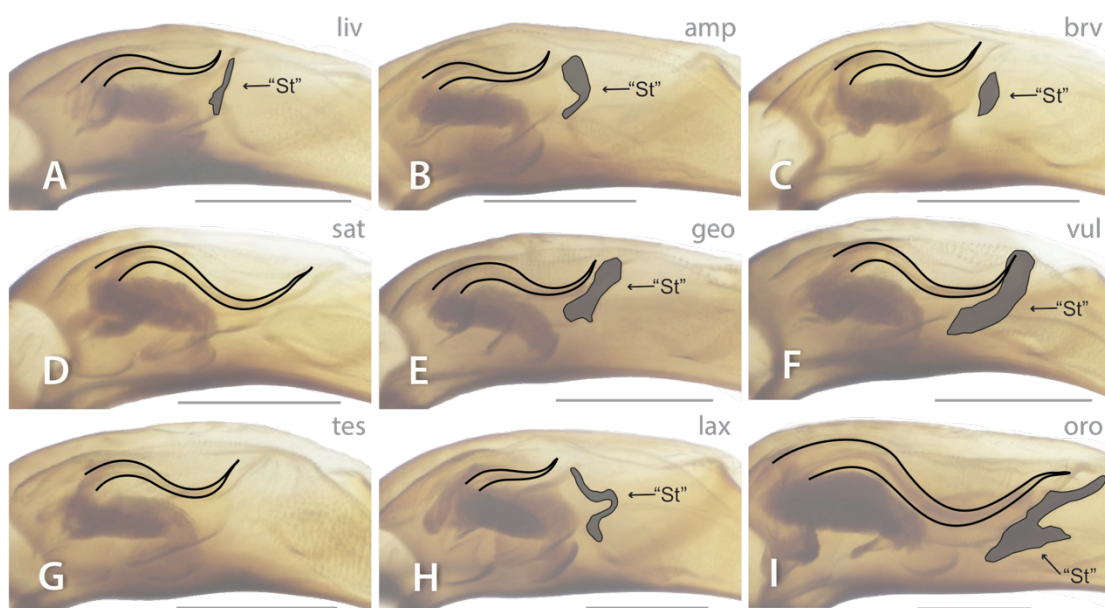 liv
"St"
A
amp
"St"
B
brv
"St"
C
sat
D
geo
"St"
E
vul
"St"
F
tes
G
lax
"St"
H
oro
"St"
I